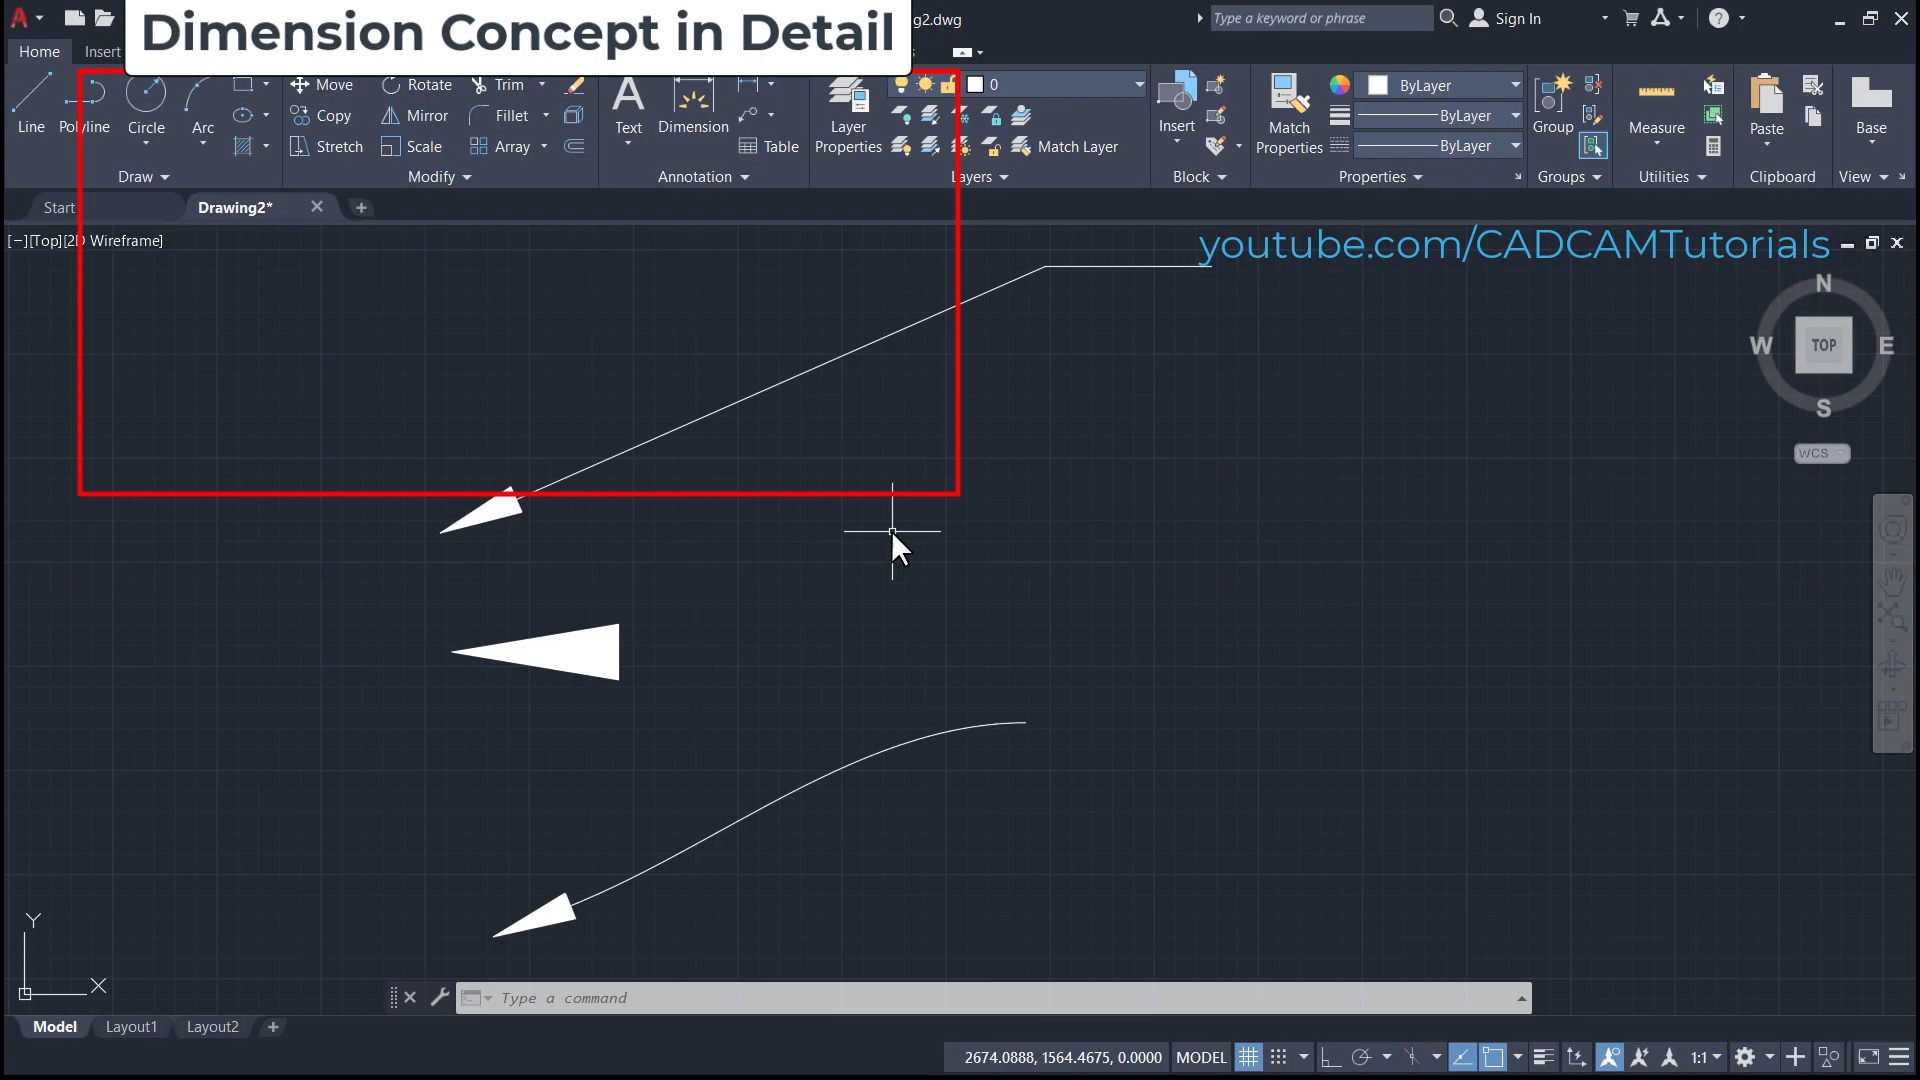 Dimension Concept in Detail
g2.dwg
Type a keyword or phrase
Sign In
Home
Insert
Line
Polyline
Circle
Arc
Draw
Move
Rotate
Trim
Copy
Mirror
Fillet
Stretch
Scale
Array
Modify
Text
Dimension
Table
Annotation
Layer
Properties
0
Match Layer
Layers
Insert
Block
Match
Properties
ByLayer
ByLayer
ByLayer
Properties
Group
Groups
Measure
Utilities
Paste
Clipboard
Base
View
Start
Drawing2*
[−][Top][2D Wireframe]
youtube.com/CADCAMTutorials
N
W
TOP
E
S
WCS
Y
X
Type a command
Model
Layout1
Layout2
2674.0888, 1564.4675, 0.0000
MODEL
1:1